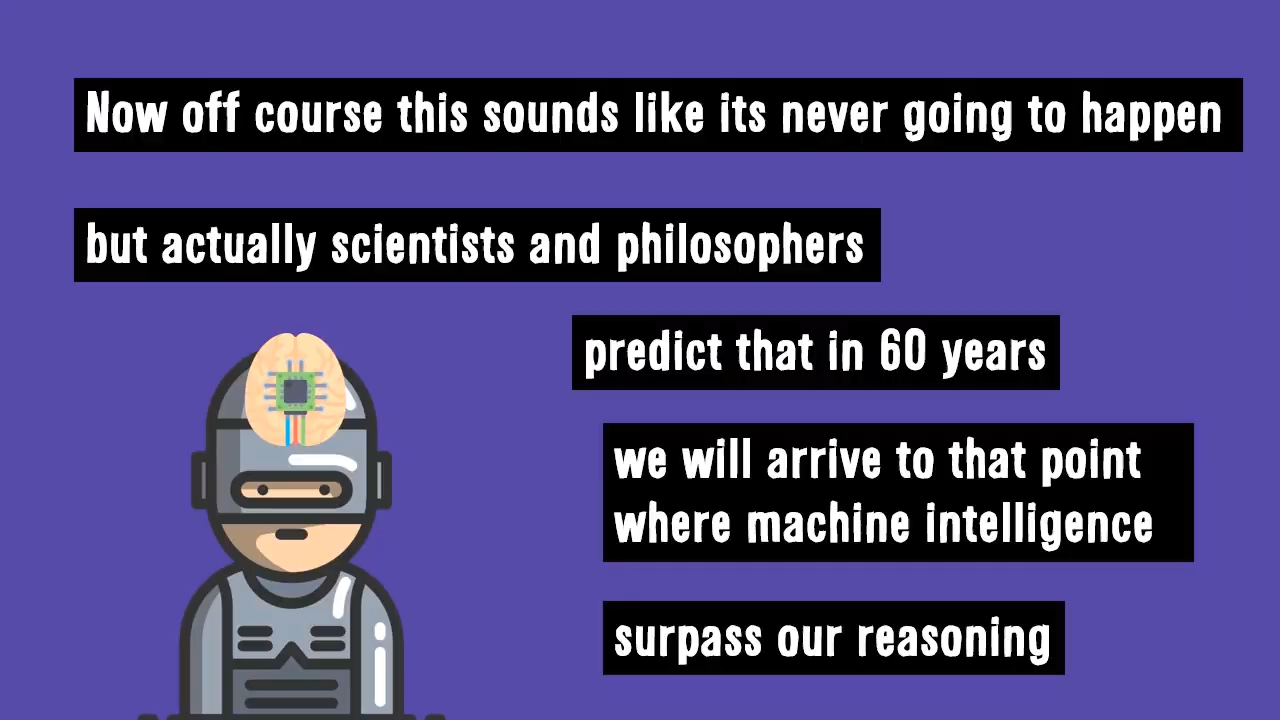 Now off course this sounds like its never going to happen
but actually scientists and philosophers
predict that in 60 years
we will arrive to that point
where machine intelligence
surpass our reasoning